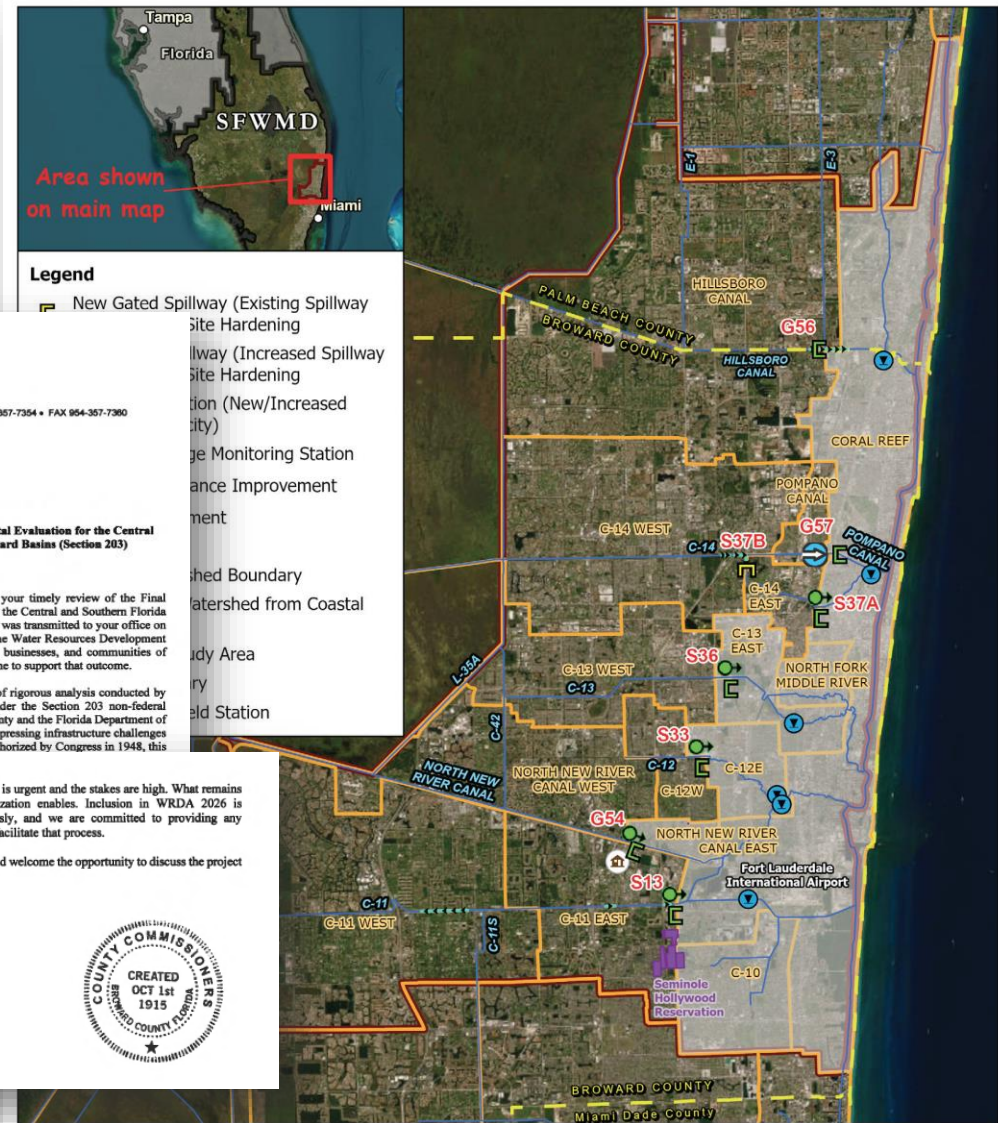 Tampa
Florida
SFWMD
Area shown
on main map
Miami
Legend
New Gated Spillway (Existing Spillway
Site Hardening
llway (Increased Spillway
Site Hardening
tion (New/Increased
city)
ge Monitoring Station
ance Improvement
ment
shed Boundary
Watershed from Coastal
udy Area
ry
eld Station
357-7354 • FAX 954-357-7360
tal Evaluation for the Central
ard Basins (Section 203)
your timely review of the Final
the Central and Southern Florida
was transmitted to your office on
he Water Resources Development
businesses, and communities of
ne to support that outcome.
of rigorous analysis conducted by
der the Section 203 non-federal
nty and the Florida Department of
pressing infrastructure challenges
horized by Congress in 1948, this
is urgent and the stakes are high. What remains
zation enables. Inclusion in WRDA 2026 is
sly, and we are committed to providing any
acilitate that process.
d welcome the opportunity to discuss the project
COUNTY COMMISSIONERS
CREATED
OCT 1st
1915
BROWARD COUNTY FLORIDA
E-1
E-3
HILLSBORO
CANAL
PALM BEACH COUNTY
BROWARD COUNTY
G56
HILLSBORO
CANAL
CORAL REEF
POMPANO
CANAL
C-14 WEST
G57
S37B
C-14
POMPANO
CANAL
C-14
EAST
S37A
C-13
EAST
S36
L-35A
C-13 WEST
C-13
NORTH FORK
MIDDLE RIVER
C-42
S33
C-12
C-12E
NORTH NEW
RIVER CANAL
NORTH NEW RIVER
CANAL WEST
C-12W
G54
NORTH NEW RIVER
CANAL EAST
Fort Lauderdale
International Airport
S13
C-11
C-11 WEST
C-11S
C-11 EAST
C-10
Seminole
Hollywood
Reservation
BROWARD COUNTY
Miami Dade County